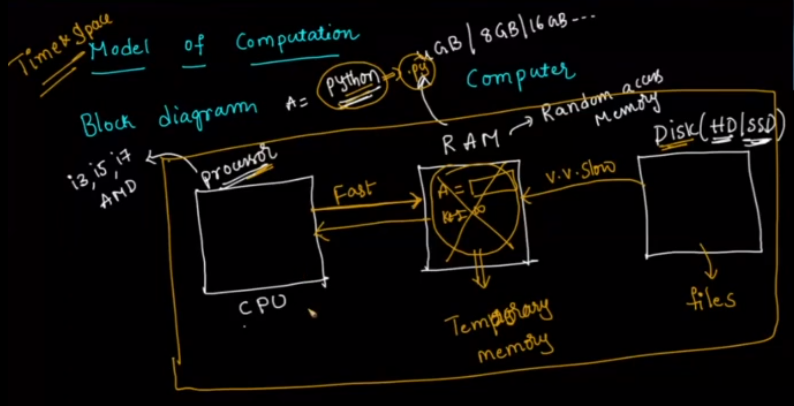 Time & Space
Model of Computation
4GB | 8GB | 16GB ---
Block diagram
A = python → .py
Computer
RAM → Random access
Memory
Disk (HD | SSD)
i3, i5, i7
AMD
processor
Fast
A =
v.v.slow
CPU
Temporary
memory
files